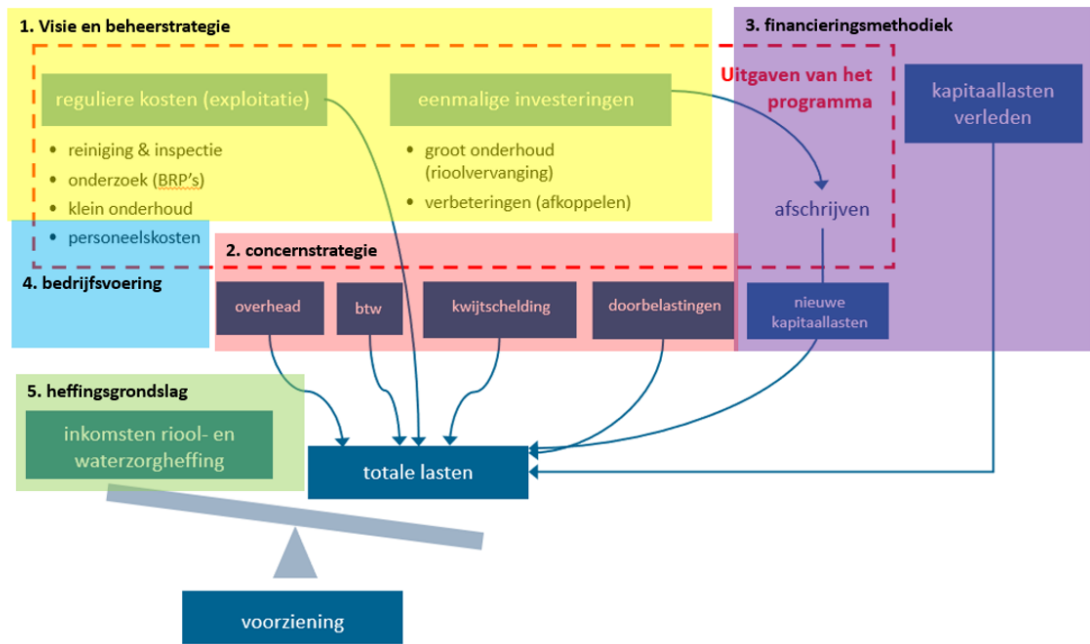 1. Visie en beheerstrategie
3. financieringsmethodiek
Uitgaven van het
programma
reguliere kosten (exploitatie)
eenmalige investeringen
kapitaallasten
verleden
• reiniging & inspectie
• onderzoek (BRP's)
• klein onderhoud
• personeelskosten
• groot onderhoud
(rioolvervanging)
• verbeteringen (afkoppelen)
afschrijven
2. concernstrategie
4. bedrijfsvoering
overhead
btw
kwijtschelding
doorbelastingen
nieuwe
kapitaallasten
5. heffingsgrondslag
inkomsten riool- en
waterzorgheffing
totale lasten
voorziening